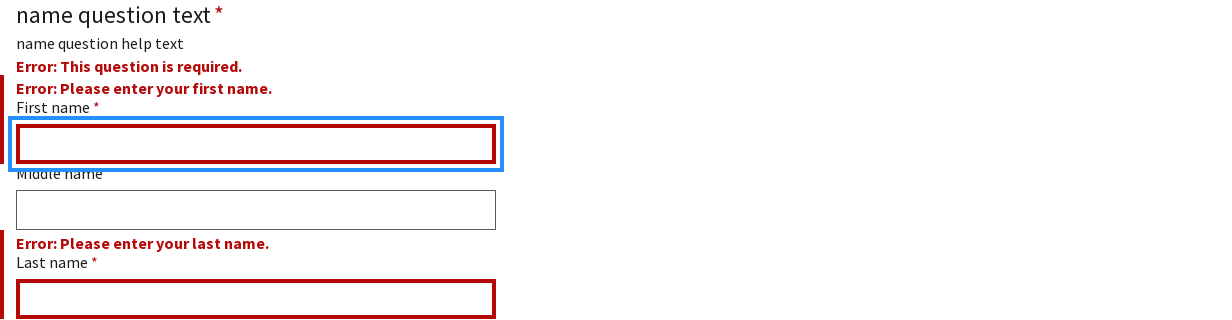 name question text *
name question help text
Error: This question is required.
Error: Please enter your first name.
First name *
Middle name
Error: Please enter your last name.
Last name *